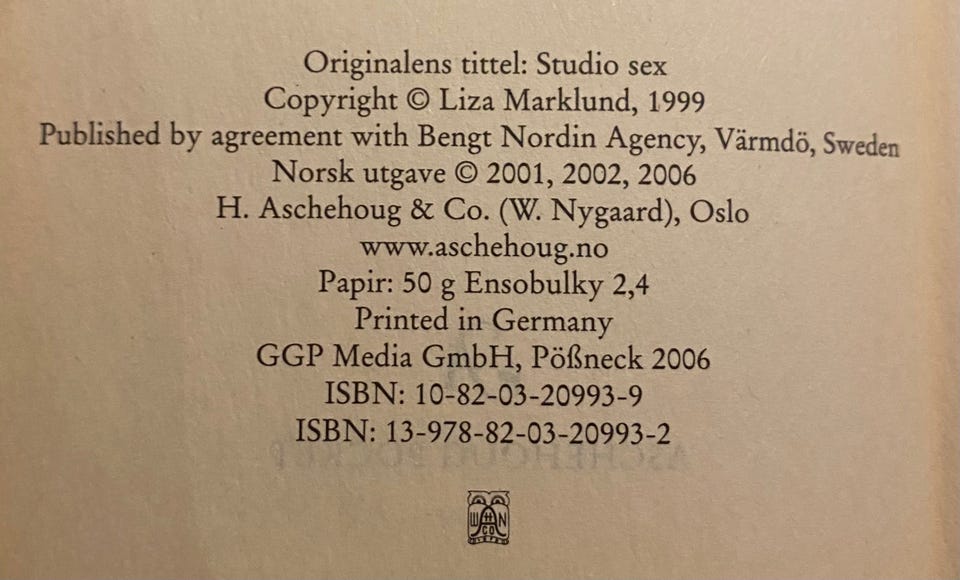 Originalens tittel: Studio sex
Copyright © Liza Marklund, 1999
Published by agreement with Bengt Nordin Agency, Värmdö, Sweden
Norsk utgave © 2001, 2002, 2006
H. Aschehoug & Co. (W. Nygaard), Oslo
www.aschehoug.no
Papir: 50 g Ensobulky 2,4
Printed in Germany
GGP Media GmbH, Pößneck 2006
ISBN: 10-82-03-20993-9
ISBN: 13-978-82-03-20993-2